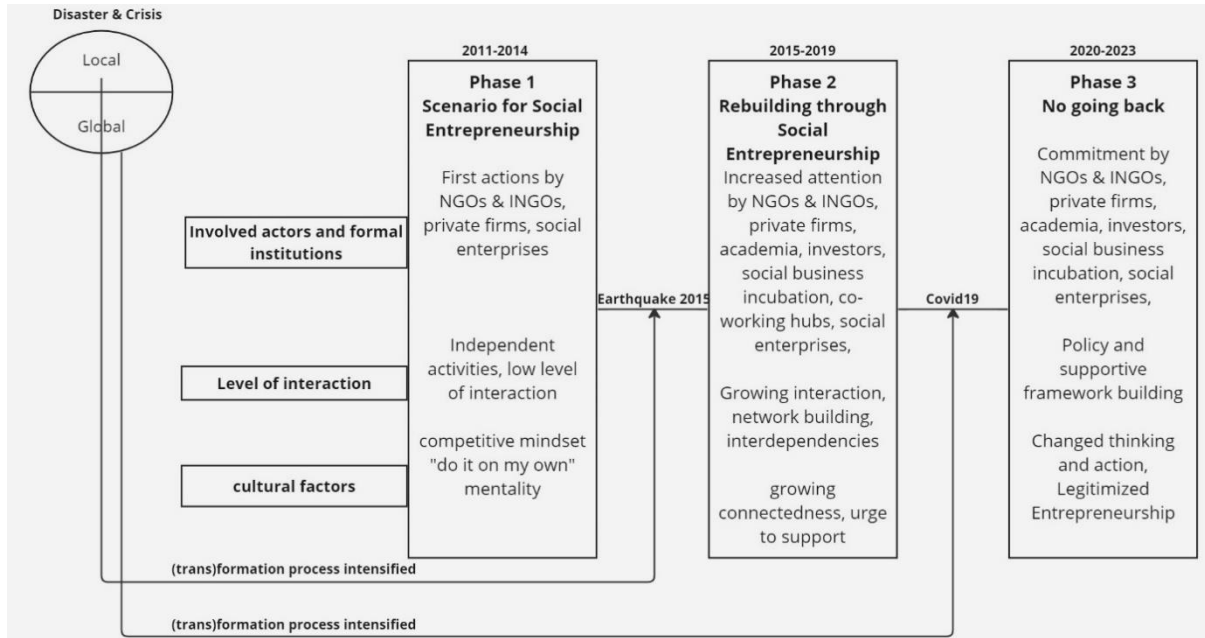 Disaster & Crisis
Local
Global
Involved actors and formal
institutions
Level of interaction
cultural factors
2011-2014
Phase 1
Scenario for Social
Entrepreneurship
First actions by
NGOs & INGOs,
private firms, social
enterprises
Independent
activities, low level
of interaction
competitive mindset
"do it on my own"
mentality
Earthquake 2015
2015-2019
Phase 2
Rebuilding through
Social
Entrepreneurship
Increased attention
by NGOs & INGOs,
private firms,
academia, investors,
social business
incubation, co-
working hubs, social
enterprises,
Growing interaction,
network building,
interdependencies
growing
connectedness, urge
to support
Covid19
2020-2023
Phase 3
No going back
Commitment by
NGOs & INGOs,
private firms,
academia, investors,
social business
incubation, social
enterprises,
Policy and
supportive
framework building
Changed thinking
and action,
Legitimized
Entrepreneurship
(trans)formation process intensified
(trans)formation process intensified